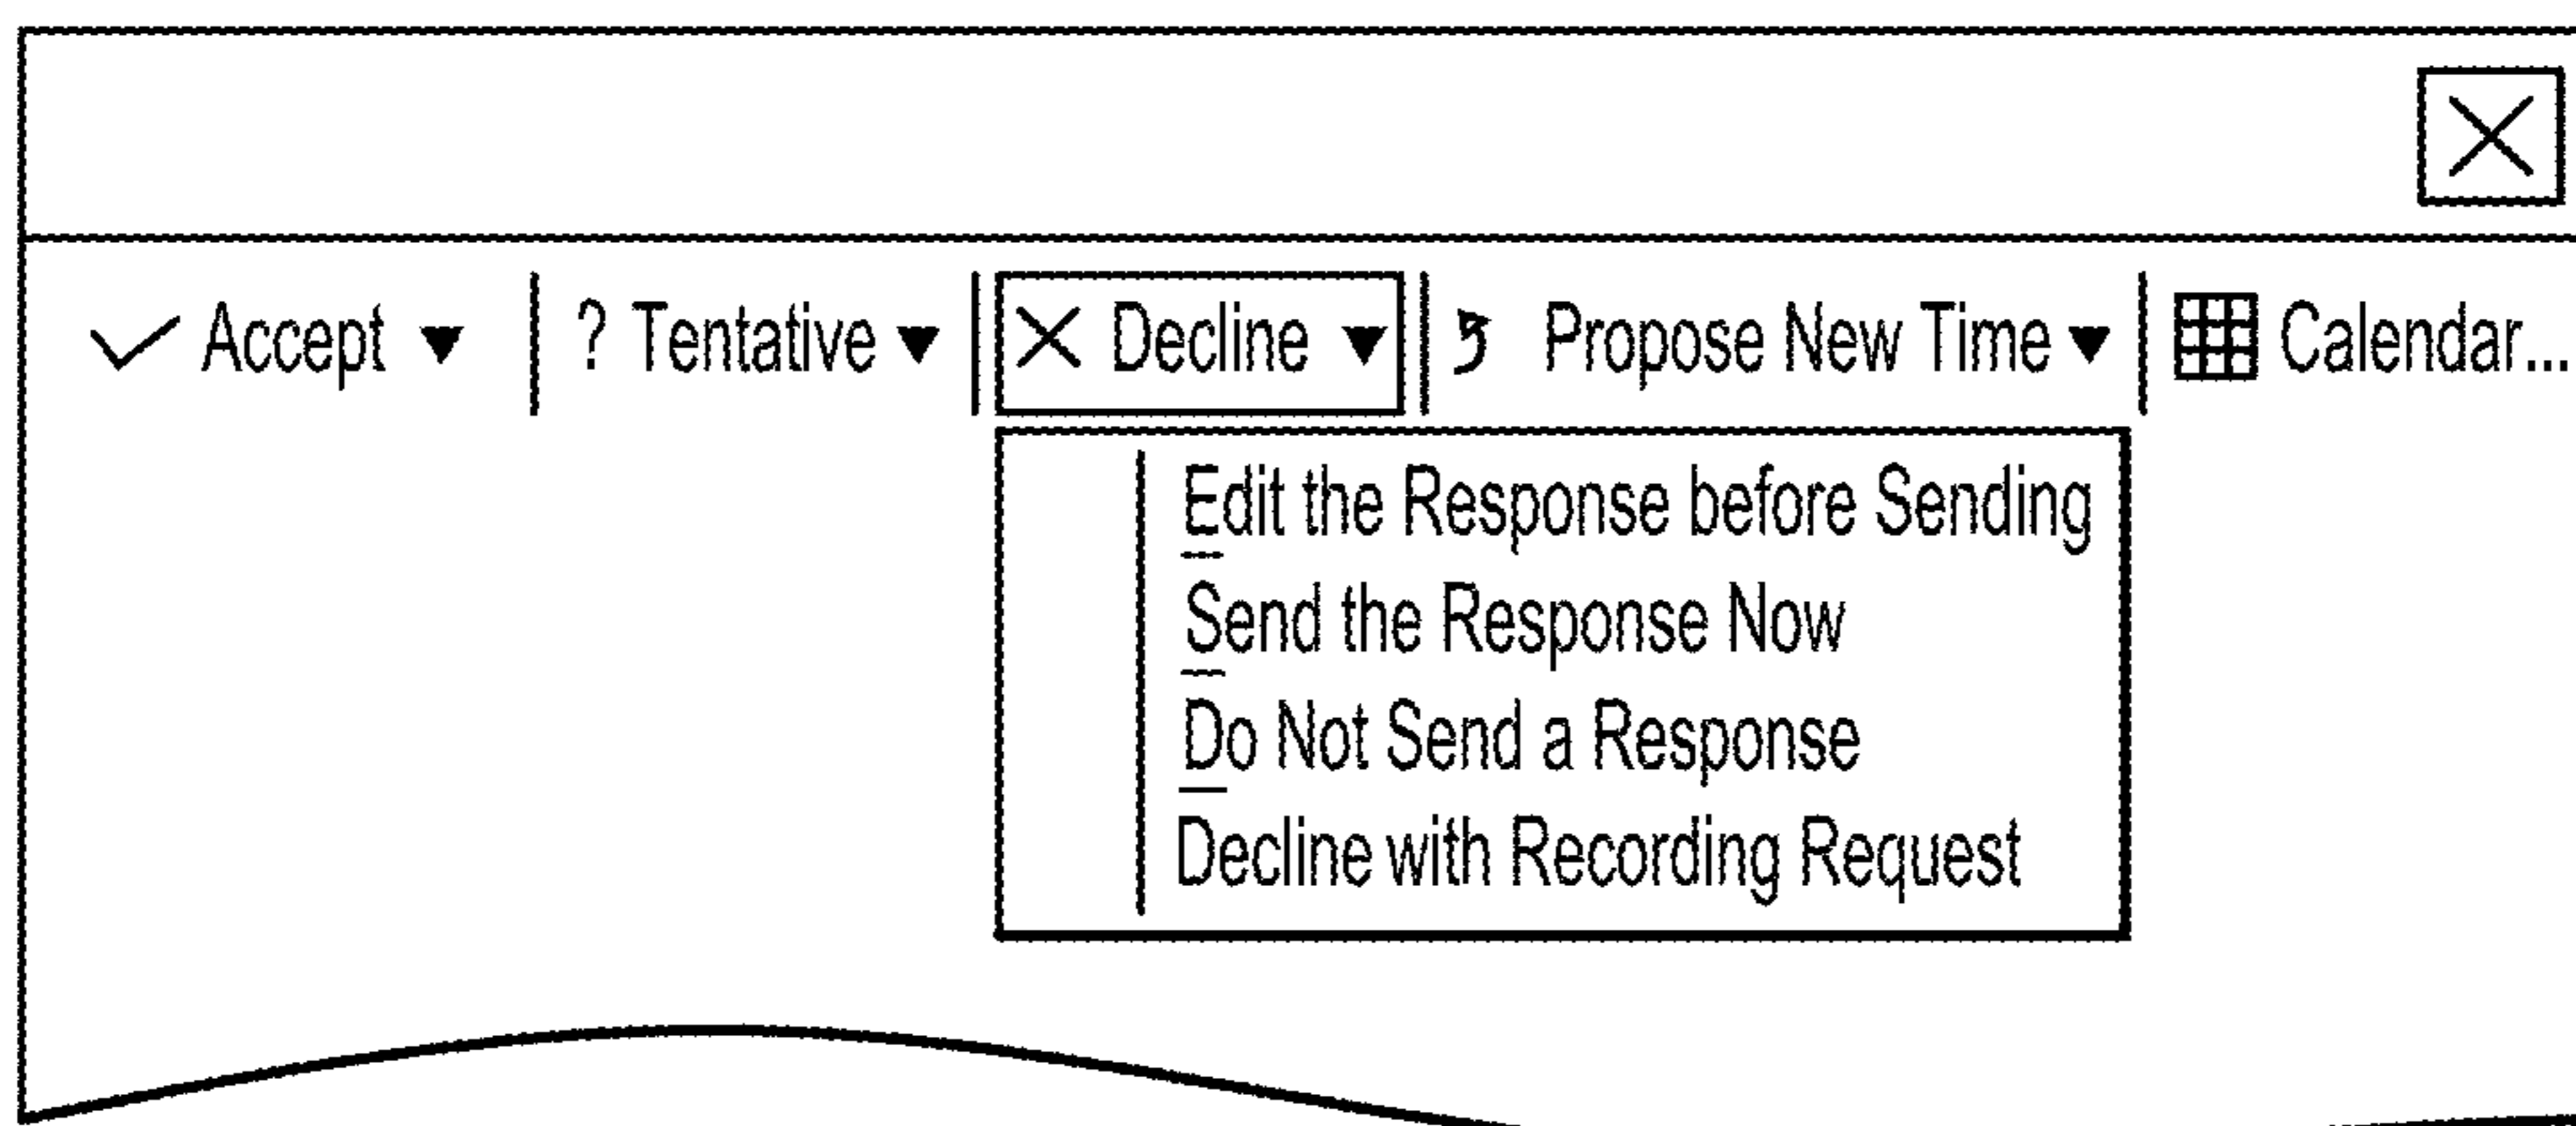 Accept ? Tentative Decline Propose New Time Calendar...
Edit the Response before Sending
Send the Response Now
Do Not Send a Response
Decline with Recording Request